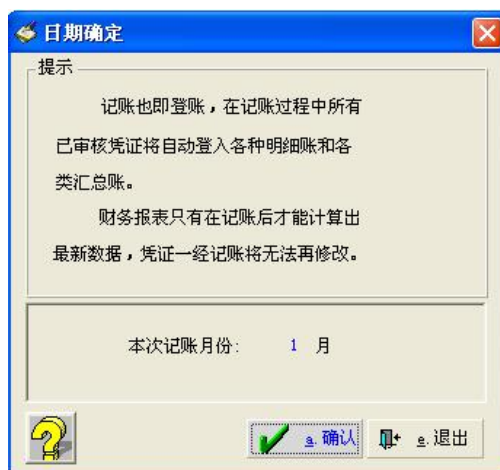 日期确定
提示
记账也即登账，在记账过程中所有
已审核凭证将自动登入各种明细账和各
类汇总账。
财务报表只有在记账后才能计算出
最新数据，凭证一经记账将无法再修改。
本次记账月份: 1 月
a.确认 e.退出